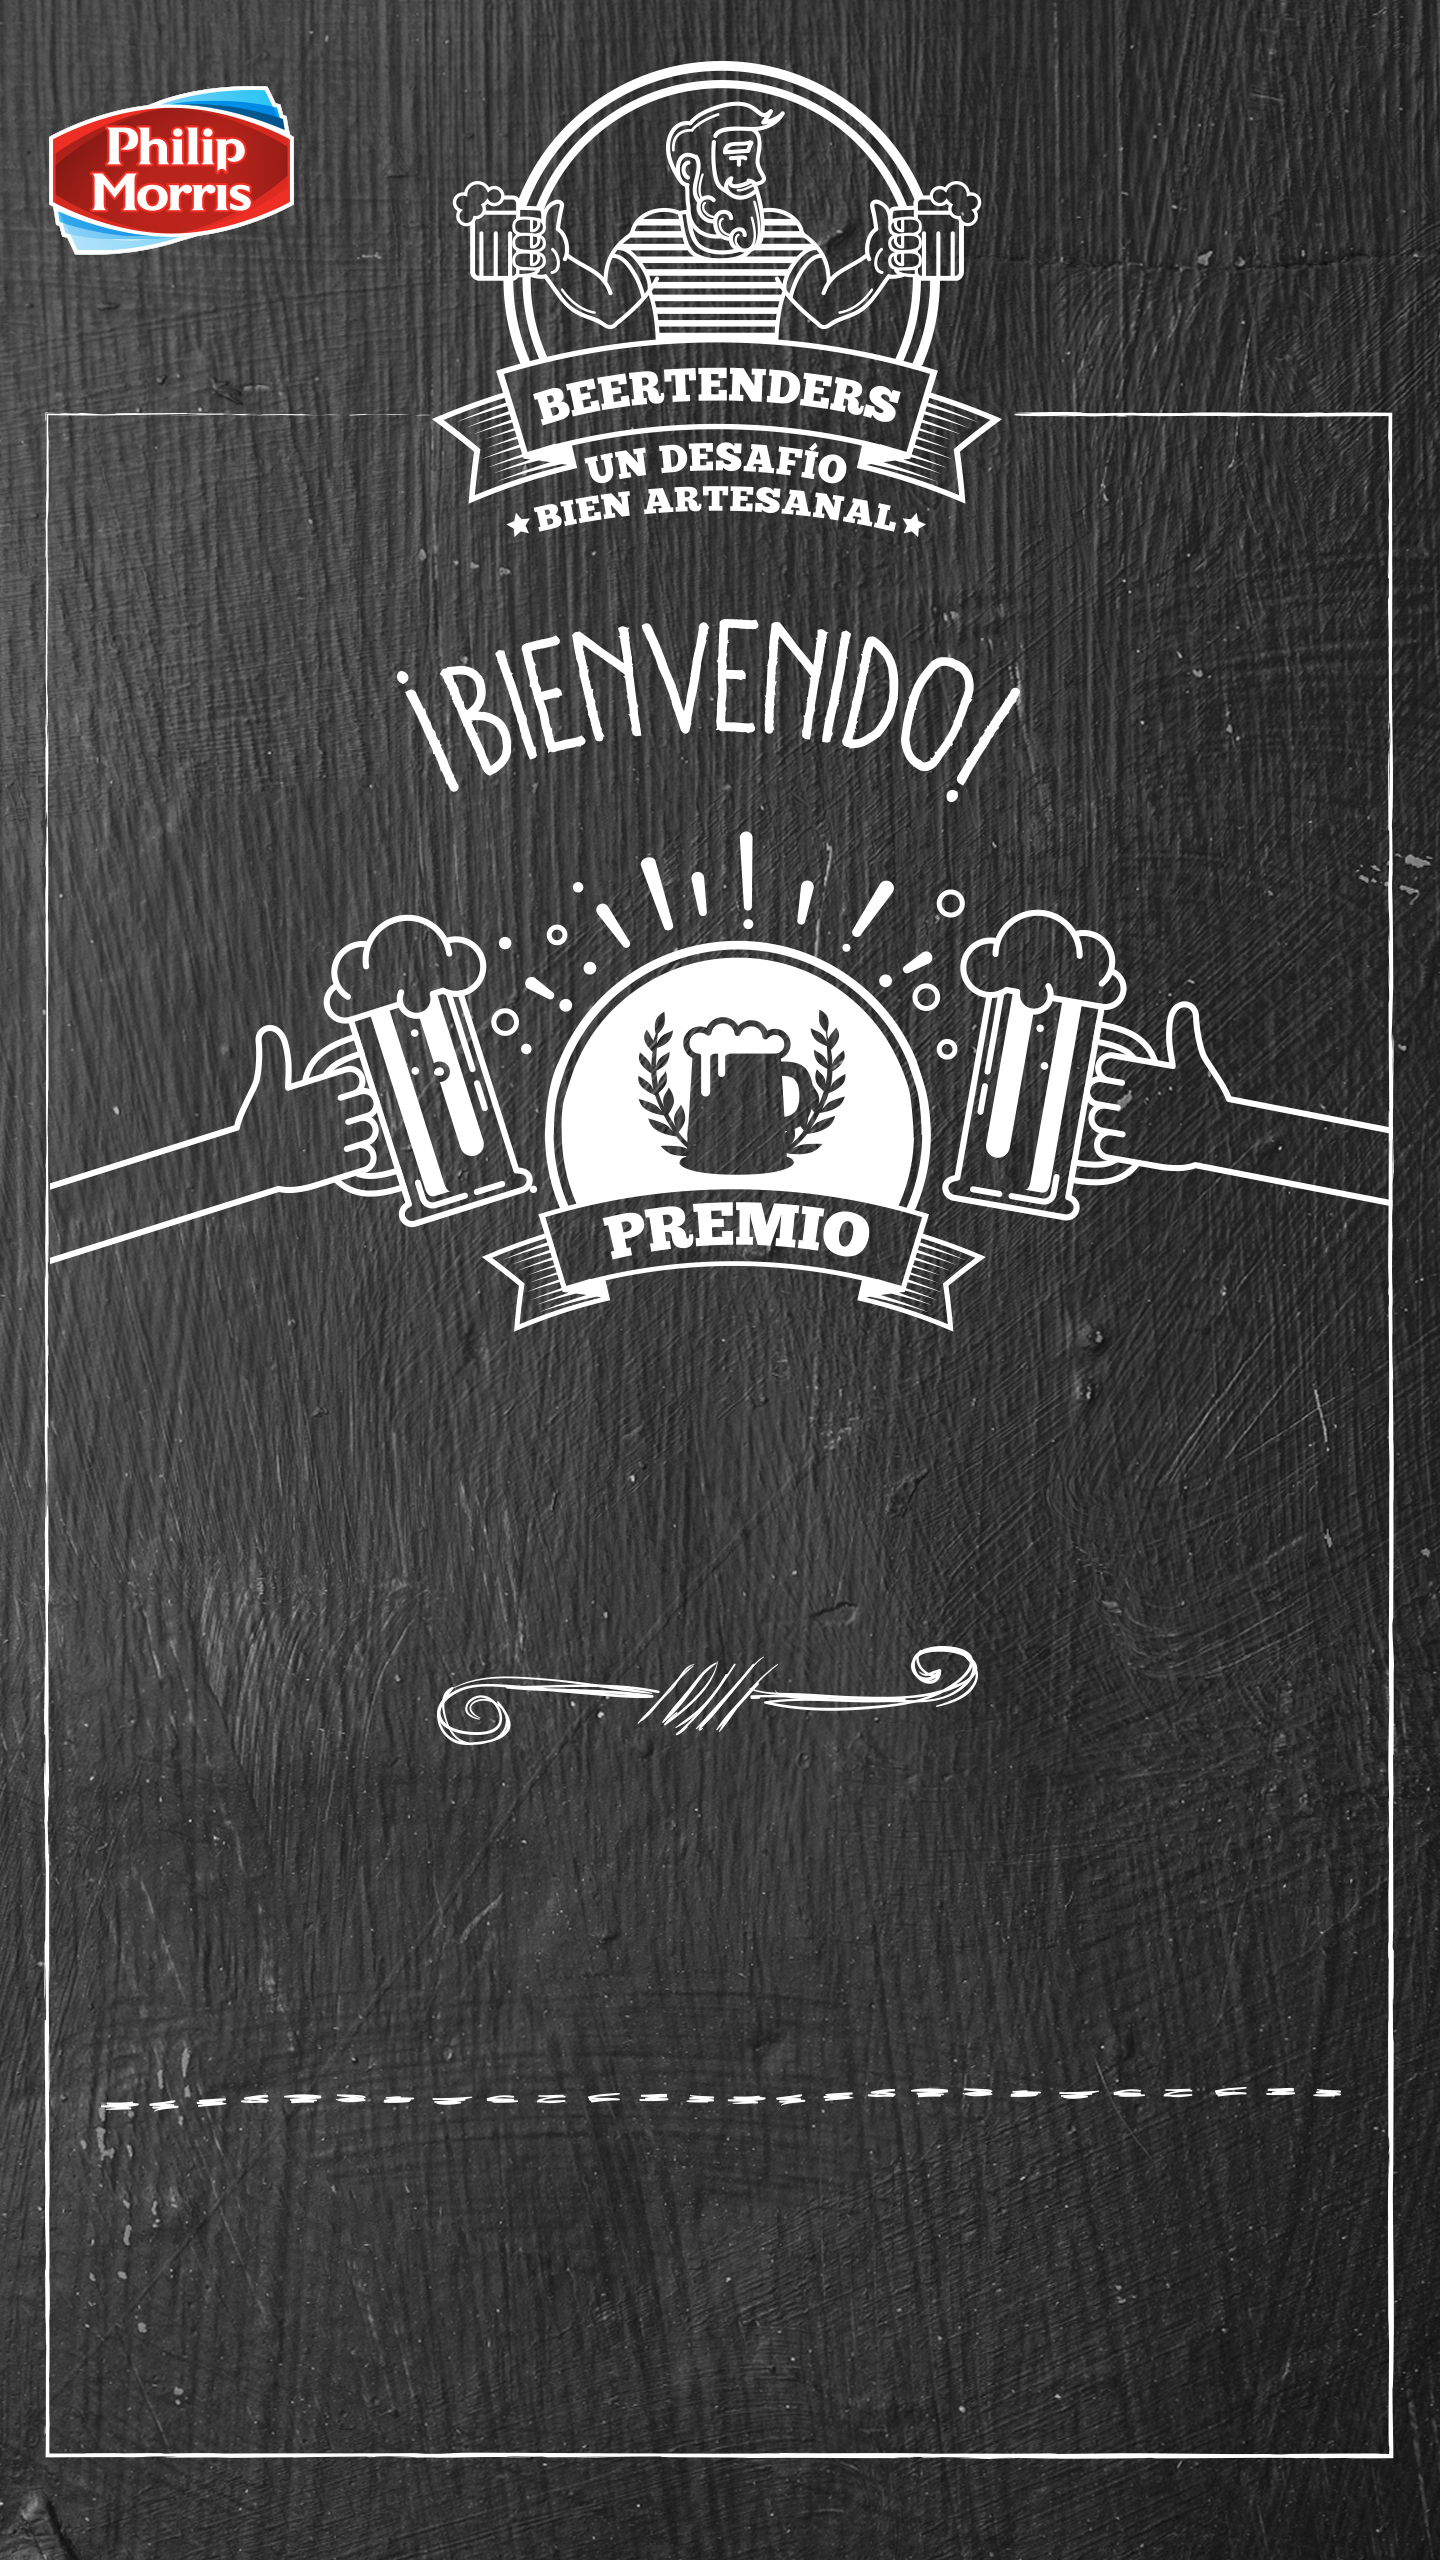 Philip
Morris
BEERTENDERS
UN DESAFÍO
BIEN ARTESANAL
¡BIENVENIDO!
PREMIO